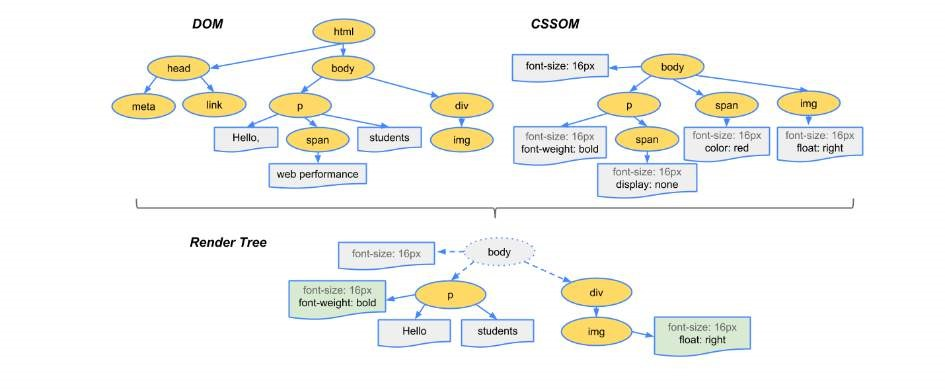 DOM
html
head
body
meta
link
p
div
Hello,
span
students
img
web performance
CSSOM
font-size: 16px
body
p
span
img
font-size: 16px
font-weight: bold
span
font-size: 16px
color: red
font-size: 16px
float: right
font-size: 16px
display: none
Render Tree
font-size: 16px
body
font-size: 16px
font-weight: bold
p
div
Hello
students
img
font-size: 16px
float: right